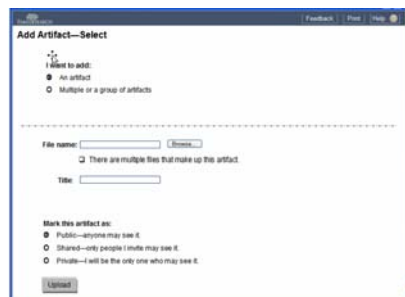 Feedback Print Help
Add Artifact—Select
I want to add:
An artifact
Multiple or a group of artifacts
File name: Browse...
There are multiple files that make up this artifact.
Title:
Mark this artifact as:
Public—anyone may see it.
Shared—only people I invite may see it.
Private—I will be the only one who may see it.
Upload